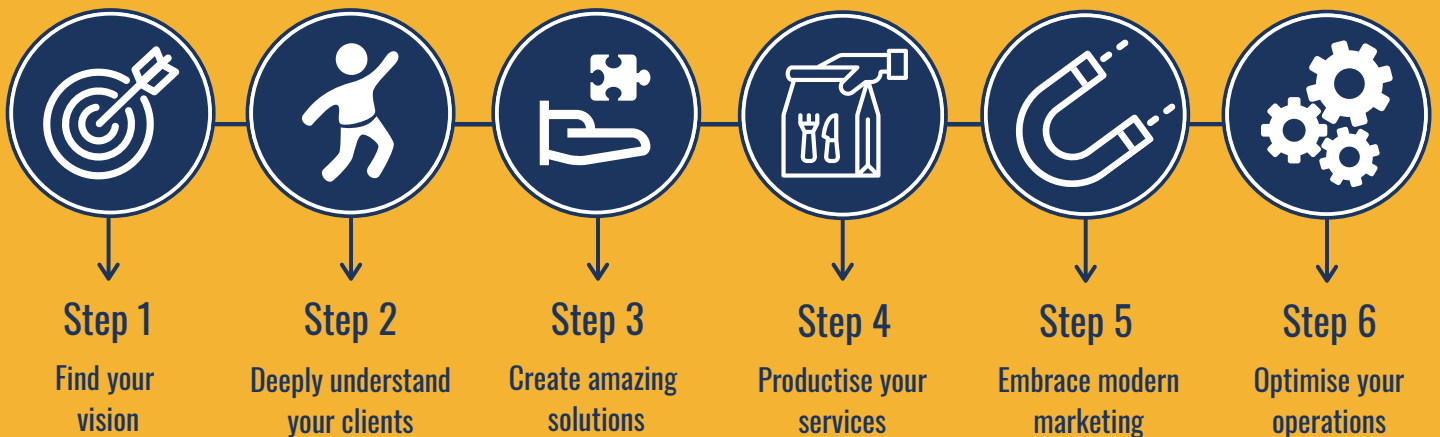 Step 1
Find your
vision
Step 2
Deeply understand
your clients
Step 3
Create amazing
solutions
Step 4
Productise your
services
Step 5
Embrace modern
marketing
Step 6
Optimise your
operations